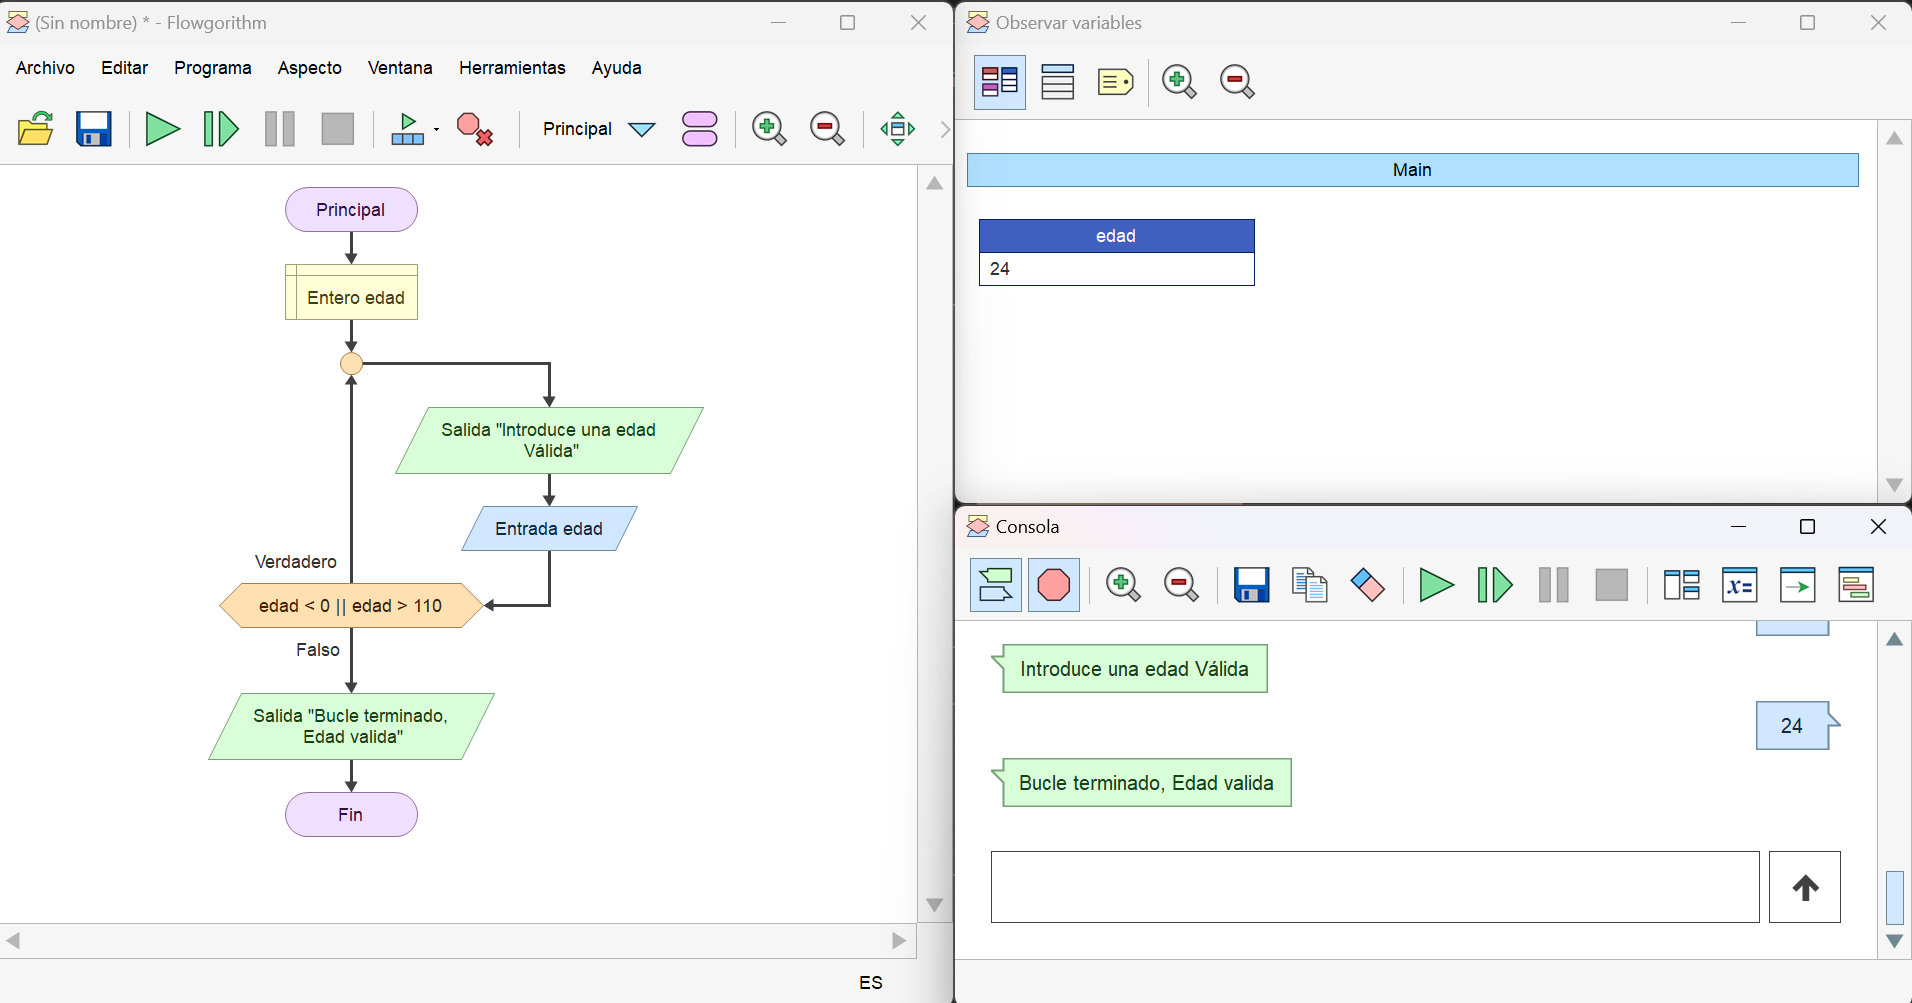 (Sin nombre) * - Flowgorithm
Archivo Editar Programa Aspecto Ventana Herramientas Ayuda
Principal
Principal
Entero edad
Salida "Introduce una edad
Válida"
Entrada edad
Verdadero
edad < 0 || edad > 110
Falso
Salida "Bucle terminado,
Edad valida"
Fin
ES
Observar variables
Main
edad
24
Consola
x=
Introduce una edad Válida
24
Bucle terminado, Edad valida